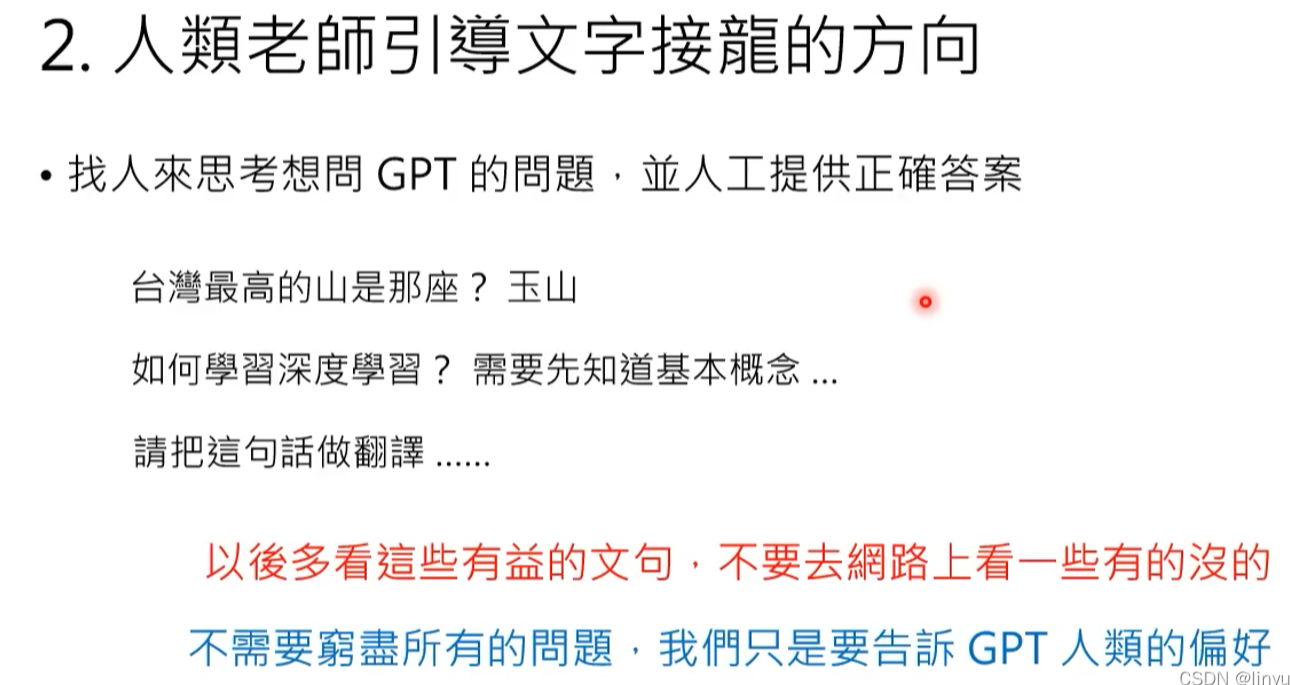 2. 人類老師引導文字接龍的方向
• 找人來思考想問 GPT 的問題，並人工提供正確答案
台灣最高的山是那座？ 玉山
如何學習深度學習？ 需要先知道基本概念 ...
請把這句話做翻譯 ......
以後多看這些有益的文句，不要去網路上看一些有的沒的
不需要窮盡所有的問題，我們只是要告訴 GPT 人類的偏好
CSDN @linyu